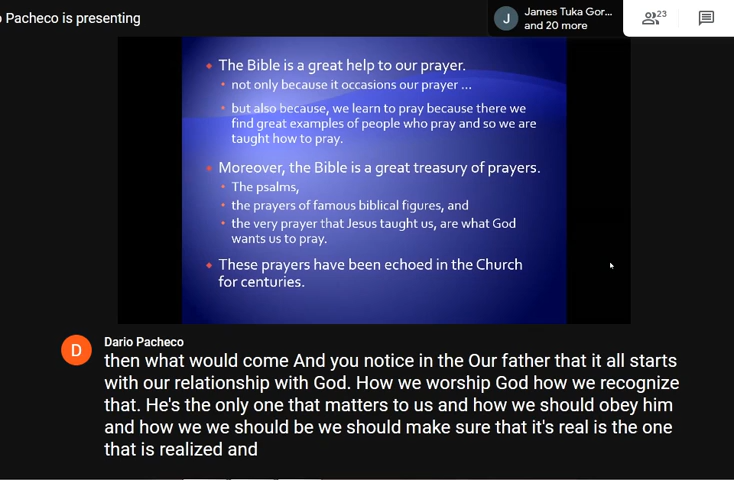 Pacheco is presenting
James Tuka Gor...
and 20 more
J
23
The Bible is a great help to our prayer.
not only because it occasions our prayer ...
but also because, we learn to pray because there we
find great examples of people who pray and so we are
taught how to pray.
Moreover, the Bible is a great treasury of prayers.
The psalms,
the prayers of famous biblical figures, and
the very prayer that Jesus taught us, are what God
wants us to pray.
These prayers have been echoed in the Church
for centuries.
D
Dario Pacheco
then what would come And you notice in the Our father that it all starts
with our relationship with God. How we worship God how we recognize
that. He's the only one that matters to us and how we should obey him
and how we we should be we should make sure that it's real is the one
that is realized and